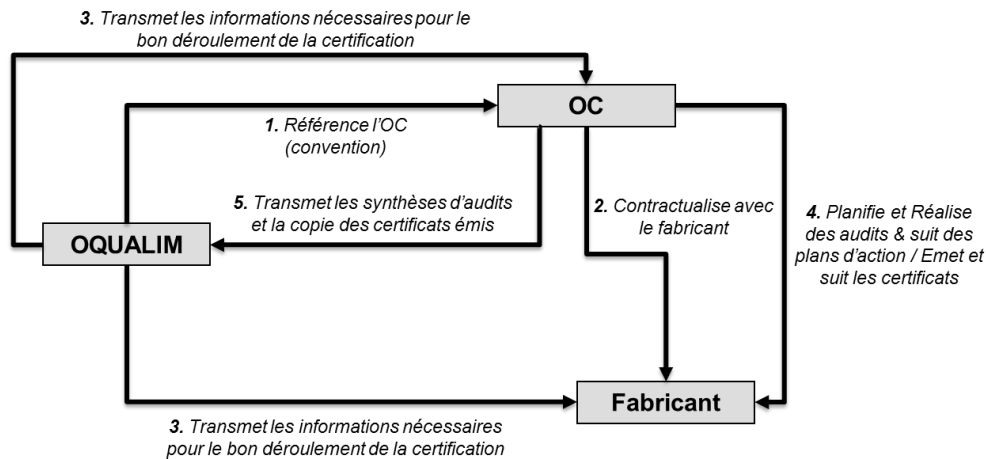 3. Transmet les informations nécessaires pour le
bon déroulement de la certification
OC
1. Référence l'OC
(convention)
5. Transmet les synthèses d'audits
et la copie des certificats émis
2. Contractualise avec
le fabricant
4. Planifie et Réalise
des audits & suit des
plans d'action / Emet et
suit les certificats
OQUALIM
Fabricant
3. Transmet les informations nécessaires
pour le bon déroulement de la certification